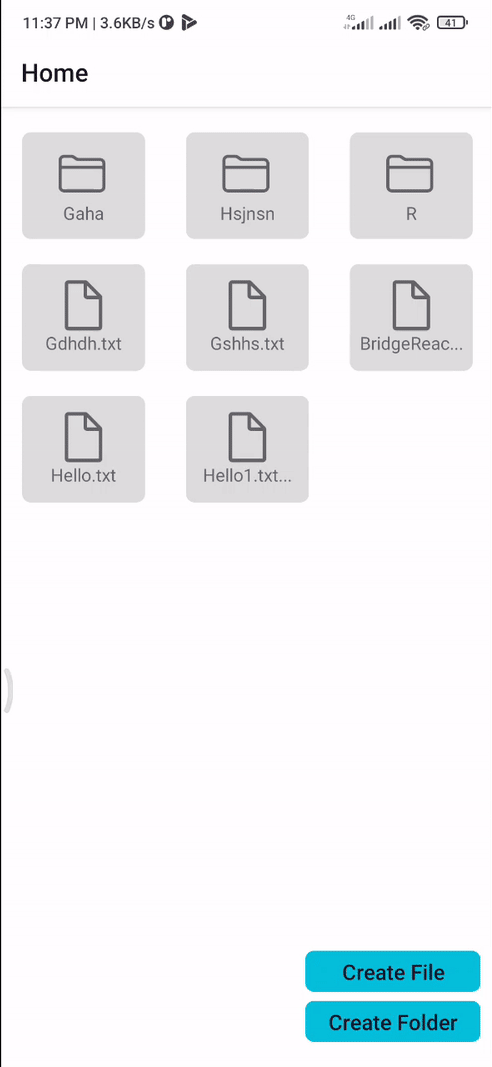 11:37 PM | 3.6KB/s
4G
41
Home
Gaha
Hsjnsn
R
Gdhdh.txt
Gshhs.txt
BridgeReac...
Hello.txt
Hello1.txt...
Create File
Create Folder